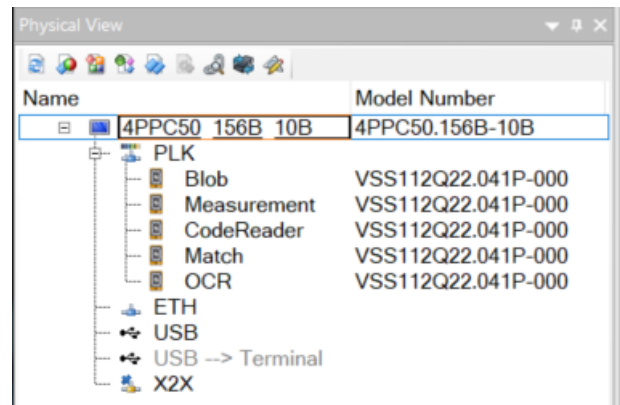 Physical View
Name Model Number
4PPC50_156B_10B 4PPC50.156B-10B
PLK
Blob VSS112Q22.041P-000
Measurement VSS112Q22.041P-000
CodeReader VSS112Q22.041P-000
Match VSS112Q22.041P-000
OCR VSS112Q22.041P-000
ETH
USB
USB --> Terminal
X2X